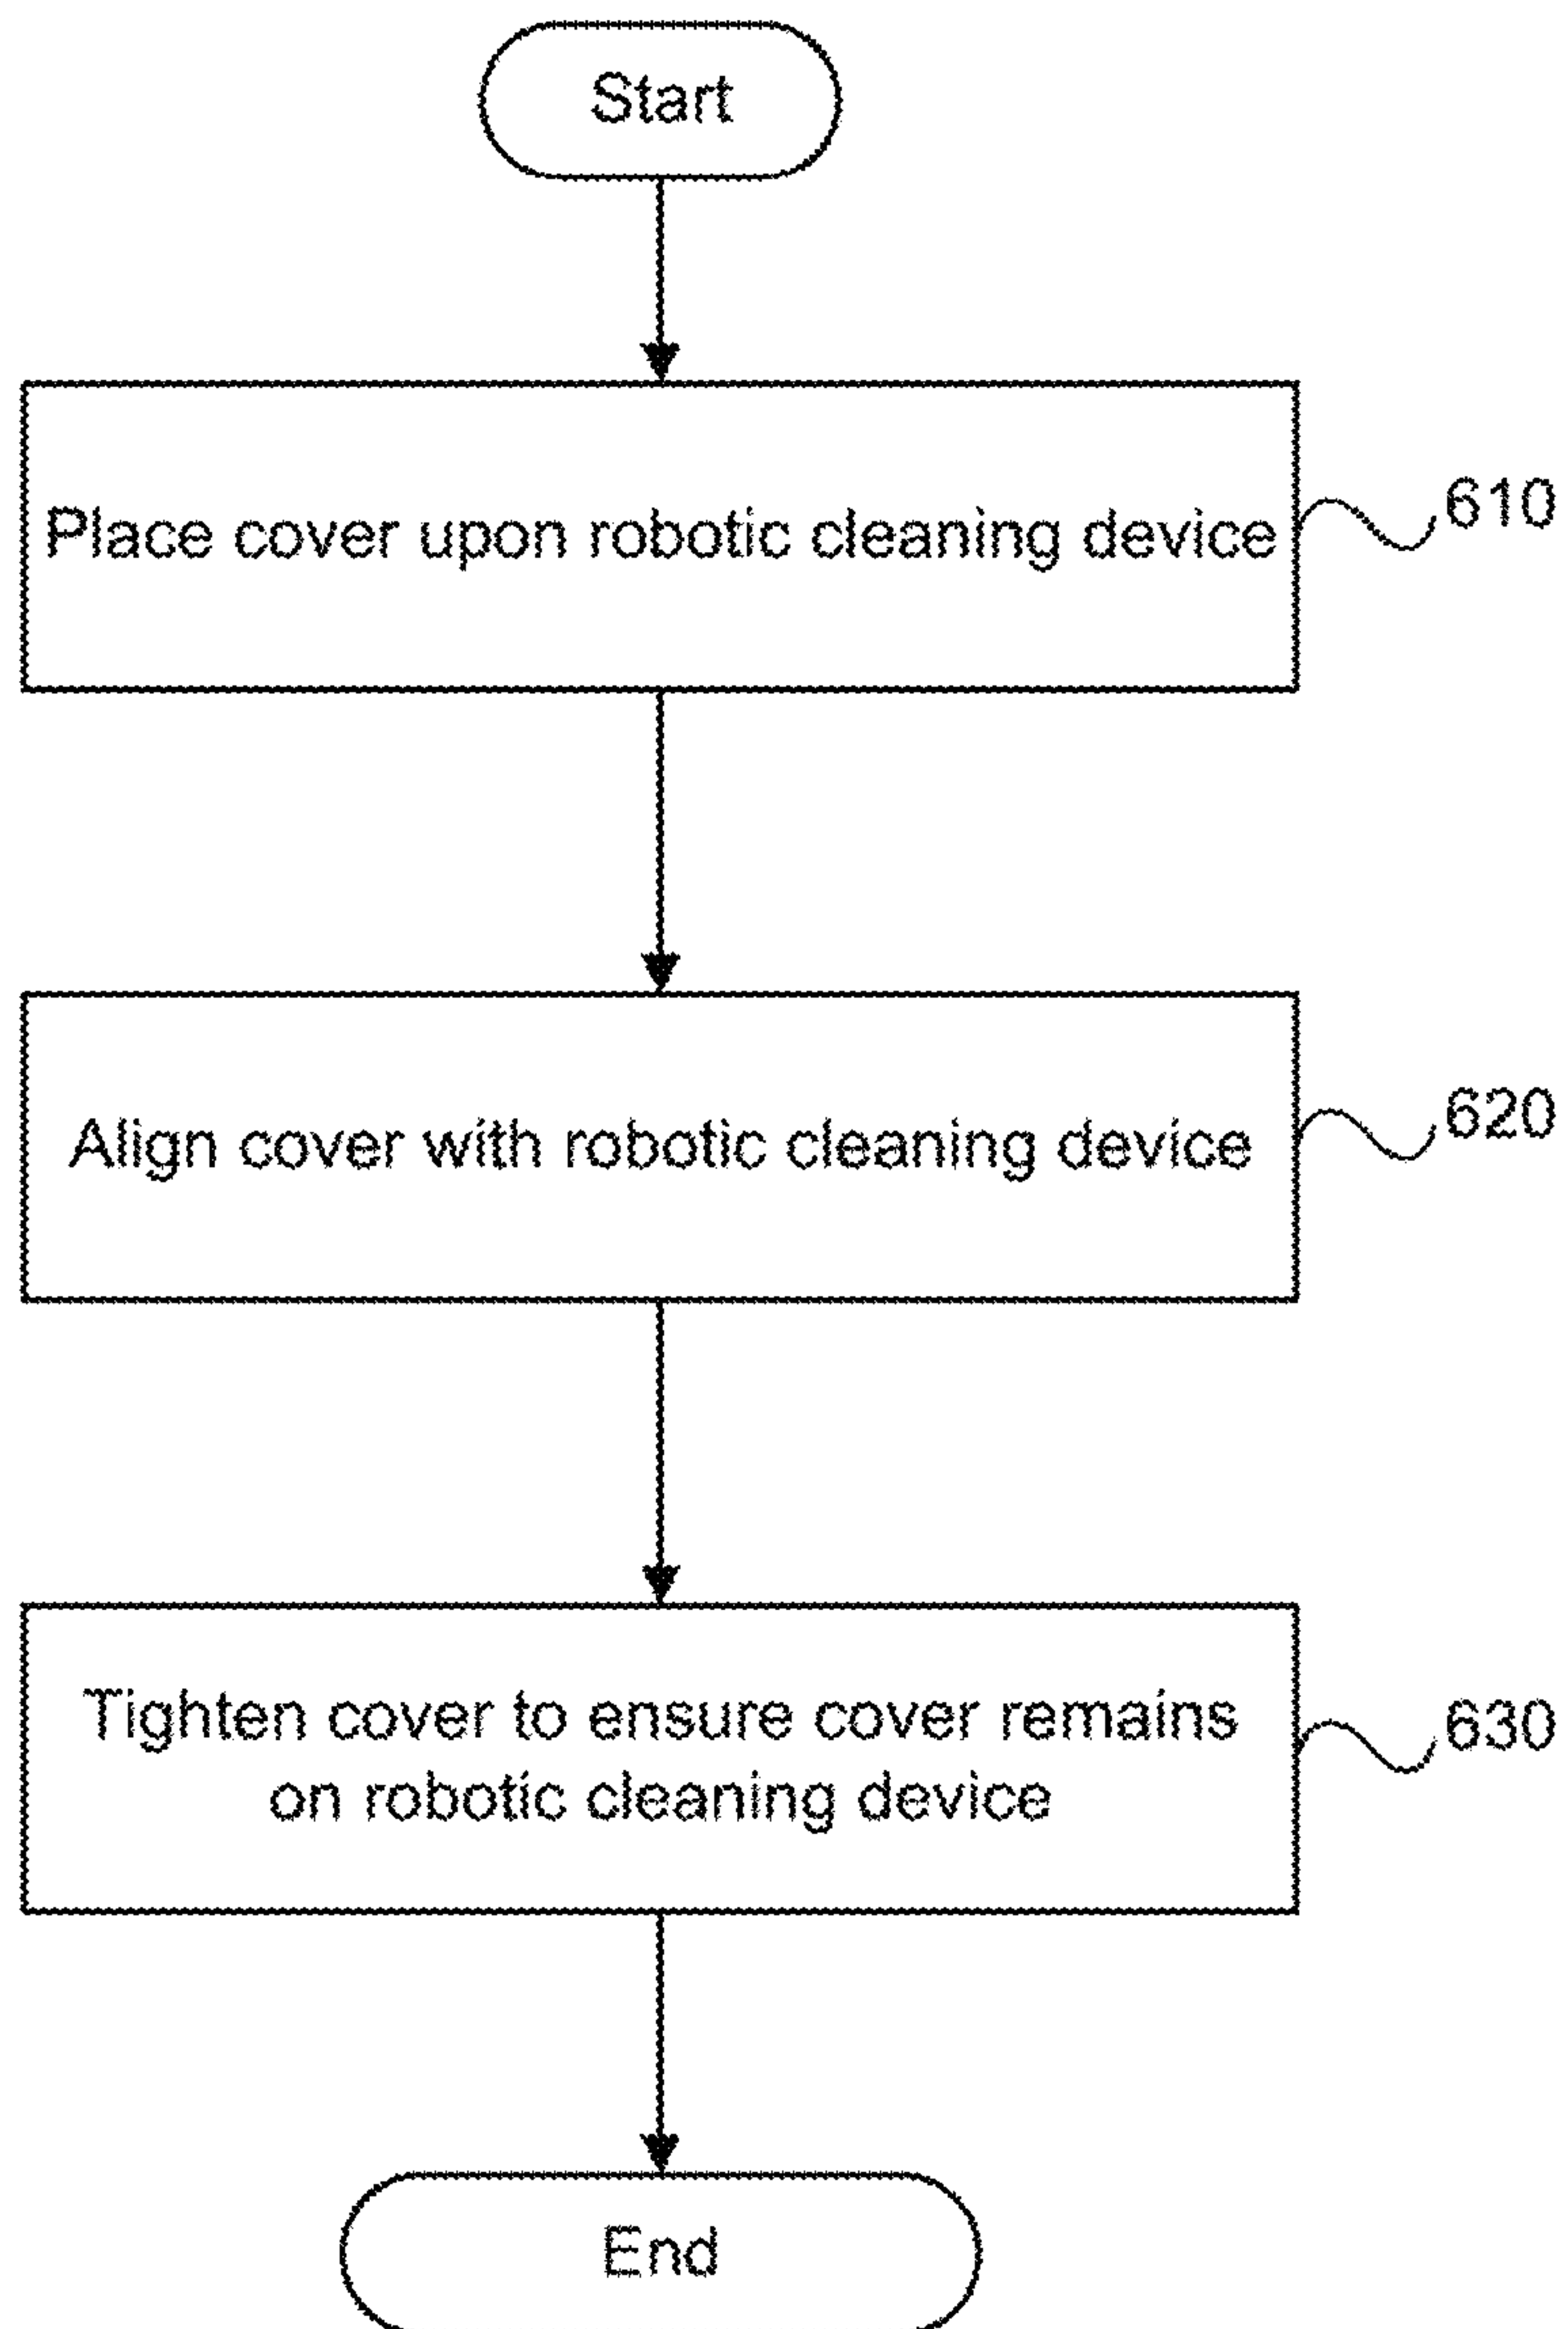 Start
Place cover upon robotic cleaning device
610
Align cover with robotic cleaning device
620
Tighten cover to ensure cover remains
on robotic cleaning device
630
End